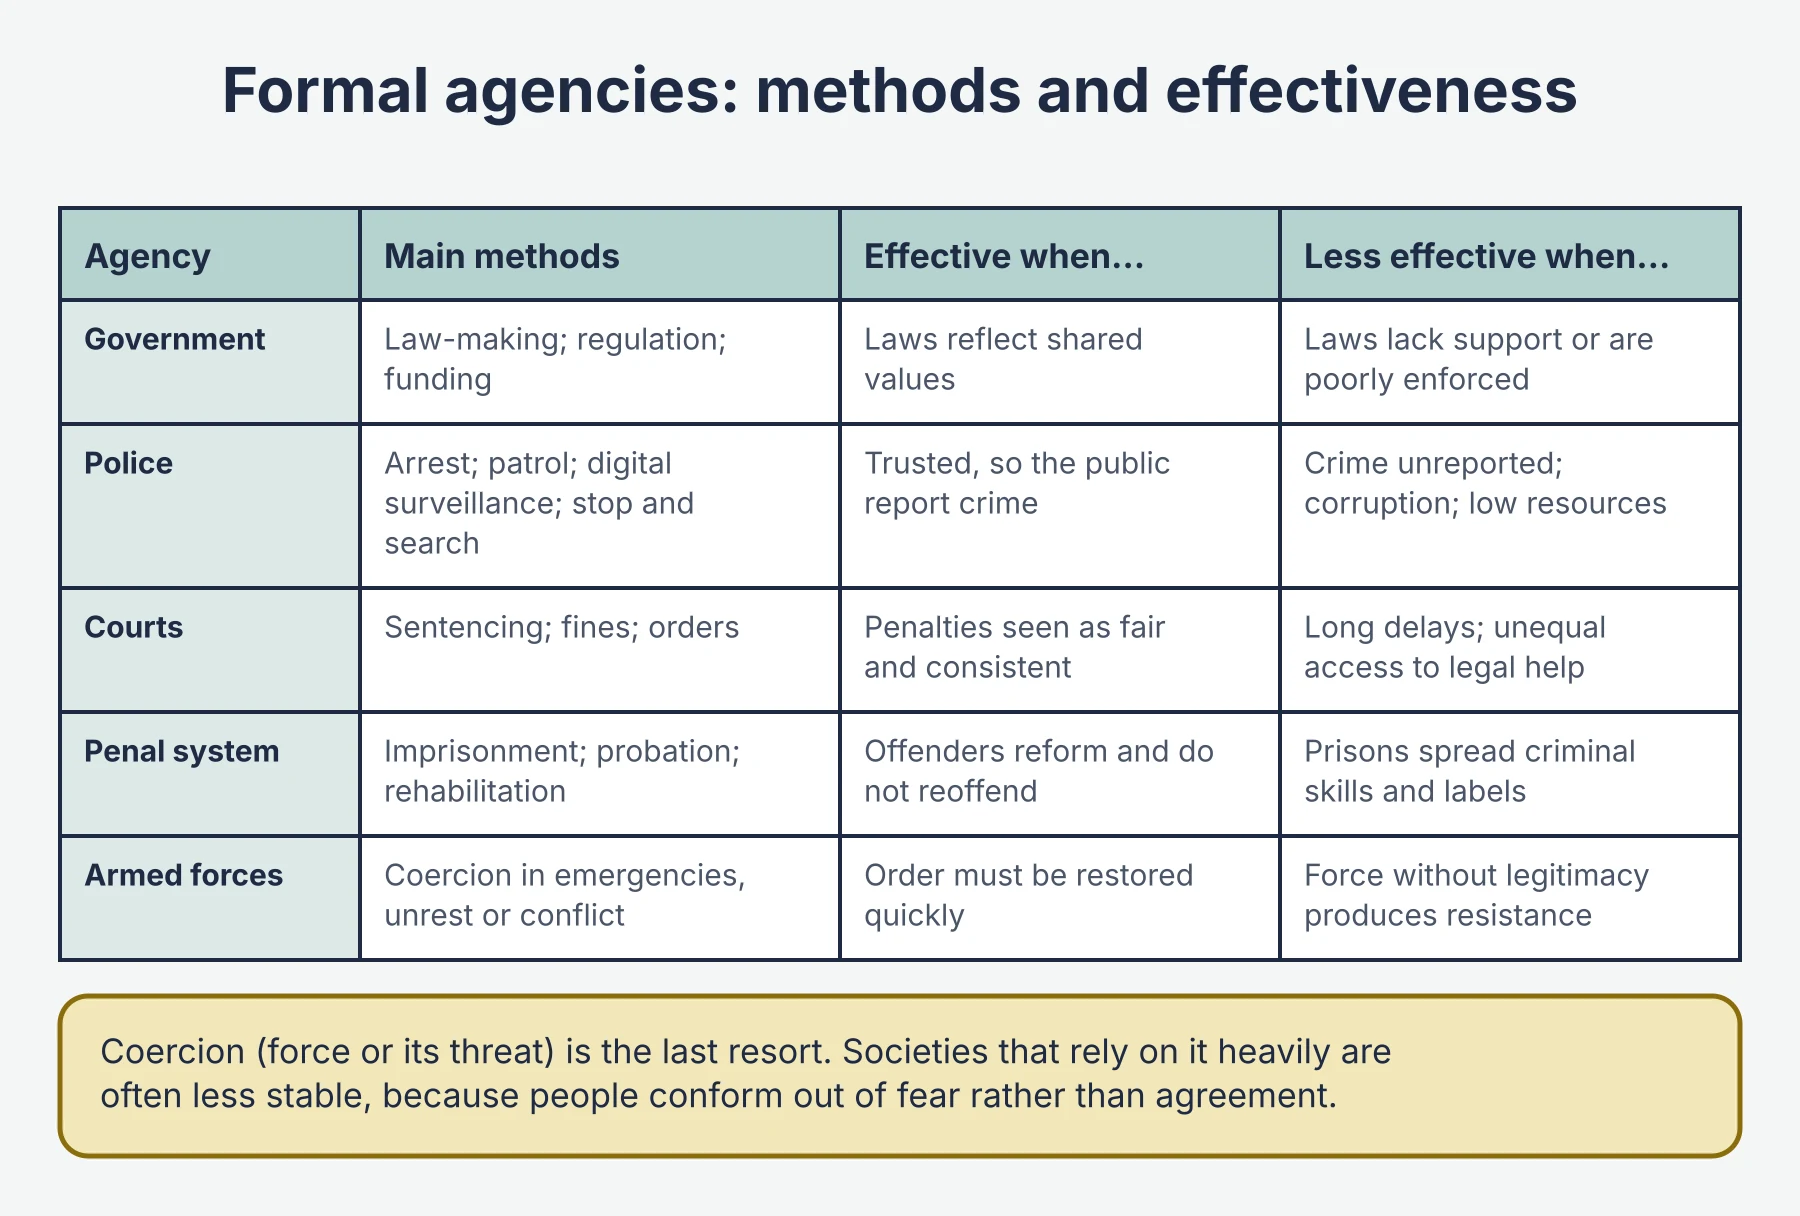 Formal agencies: methods and effectiveness
Agency
Main methods
Effective when...
Less effective when...
Government
Law-making; regulation;
funding
Laws reflect shared
values
Laws lack support or are
poorly enforced
Police
Arrest; patrol; digital
surveillance; stop and
search
Trusted, so the public
report crime
Crime unreported;
corruption; low resources
Courts
Sentencing; fines; orders
Penalties seen as fair
and consistent
Long delays; unequal
access to legal help
Penal system
Imprisonment; probation;
rehabilitation
Offenders reform and do
not reoffend
Prisons spread criminal
skills and labels
Armed forces
Coercion in emergencies,
unrest or conflict
Order must be restored
quickly
Force without legitimacy
produces resistance
Coercion (force or its threat) is the last resort. Societies that rely on it heavily are
often less stable, because people conform out of fear rather than agreement.